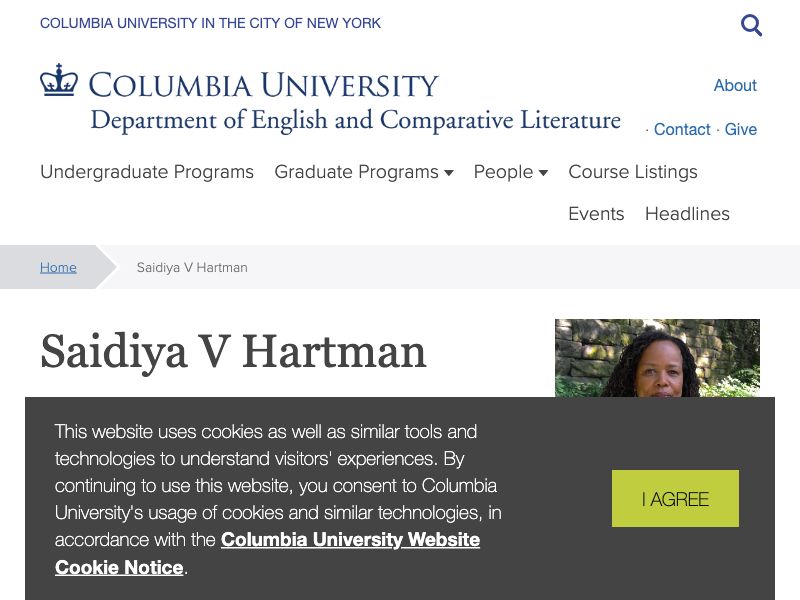 COLUMBIA UNIVERSITY IN THE CITY OF NEW YORK
COLUMBIA UNIVERSITY
Department of English and Comparative Literature
About
· Contact · Give
Undergraduate Programs Graduate Programs People Course Listings
Events Headlines
Home Saidiya V Hartman
Saidiya V Hartman
This website uses cookies as well as similar tools and
technologies to understand visitors' experiences. By
continuing to use this website, you consent to Columbia
University's usage of cookies and similar technologies, in
accordance with the Columbia University Website
Cookie Notice.
I AGREE